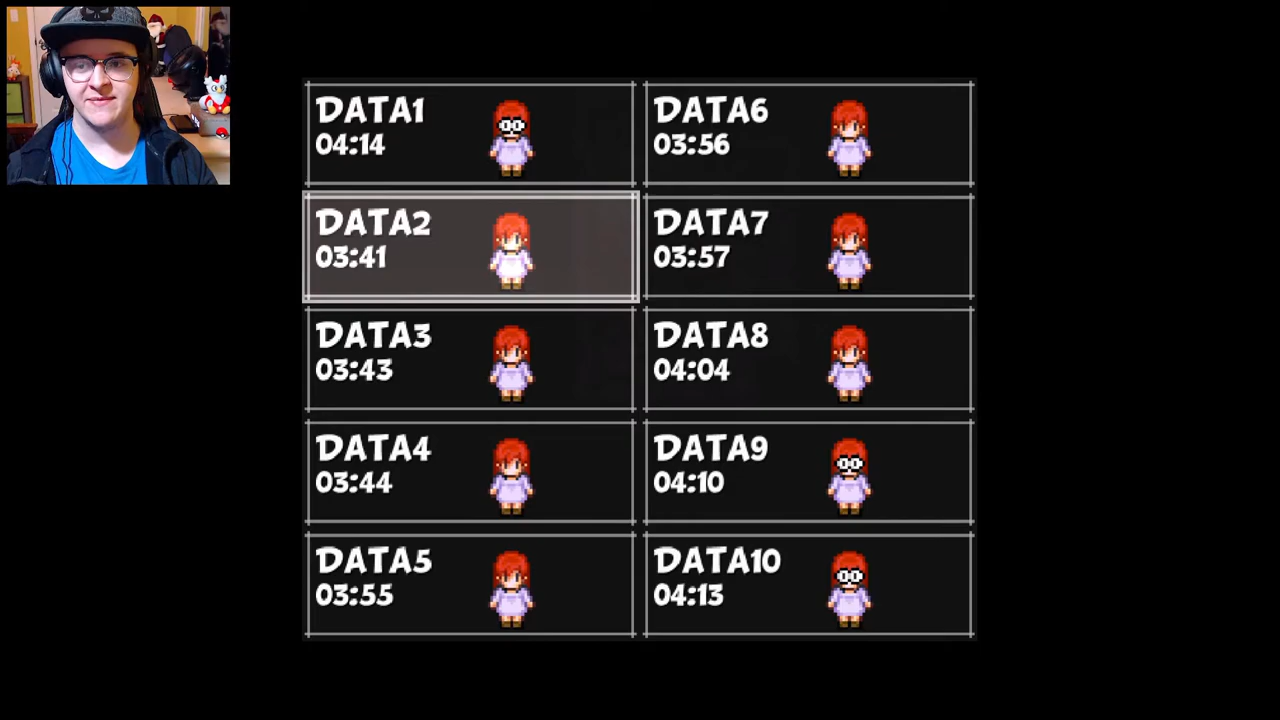 DATA1
04:14
DATA2
03:41
DATA3
03:43
DATA4
03:44
DATA5
03:55
DATA6
03:56
DATA7
03:57
DATA8
04:04
DATA9
04:10
DATA10
04:13